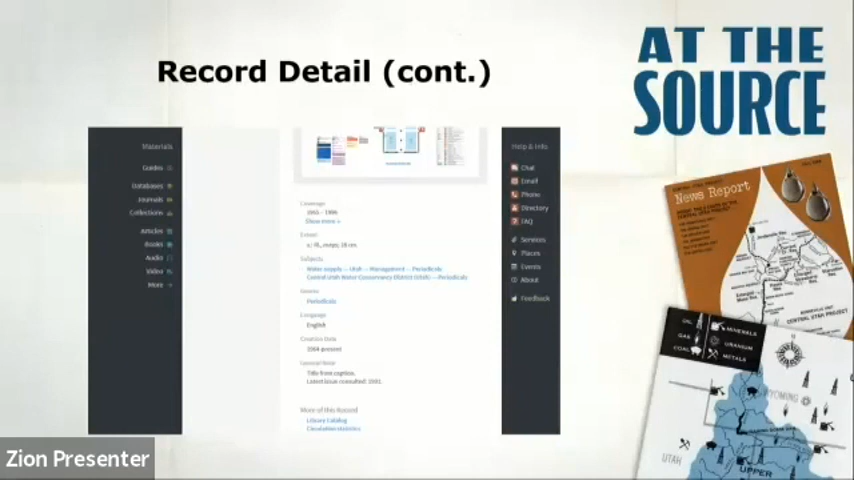 Record Detail (cont.)
AT THE
SOURCE
Materials
Guides
Databases
Journals
Collections
Articles
Books
Audio
Video
More
Coverage
1965 - 1996
Show more
Extent
Subjects
Water supply -- Utah -- Management -- Periodicals
Central Utah Water Conservancy District (Utah) -- Periodicals
Genre
Periodicals
Language
English
Creation Date
1964-present
General Note
Title from caption.
Latest issue consulted: 1991.
More of this Record
Library Catalog
Circulation statistics
Help & Info
Chat
Email
Phone
Directory
FAQ
Services
Places
Events
About
Feedback
News Report
CENTRAL UTAH PROJECT
OIL
GAS
COAL
MINERALS
URANIUM
METALS
WYOMING
UTAH
UPPER
Zion Presenter